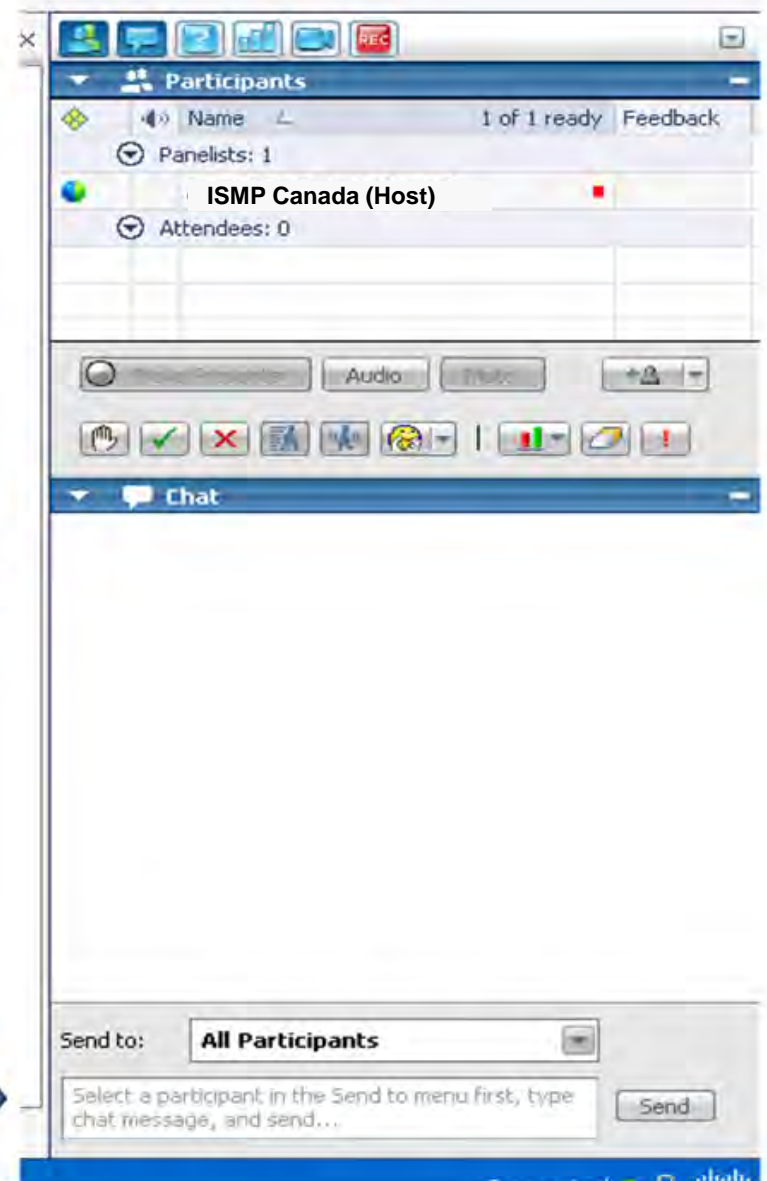 REC
Participants
Name 1 of 1 ready Feedback
Panelists: 1
ISMP Canada (Host)
Attendees: 0
Audio
Chat
Send to: All Participants
Select a participant in the Send to menu first, type
chat message, and send...
Send